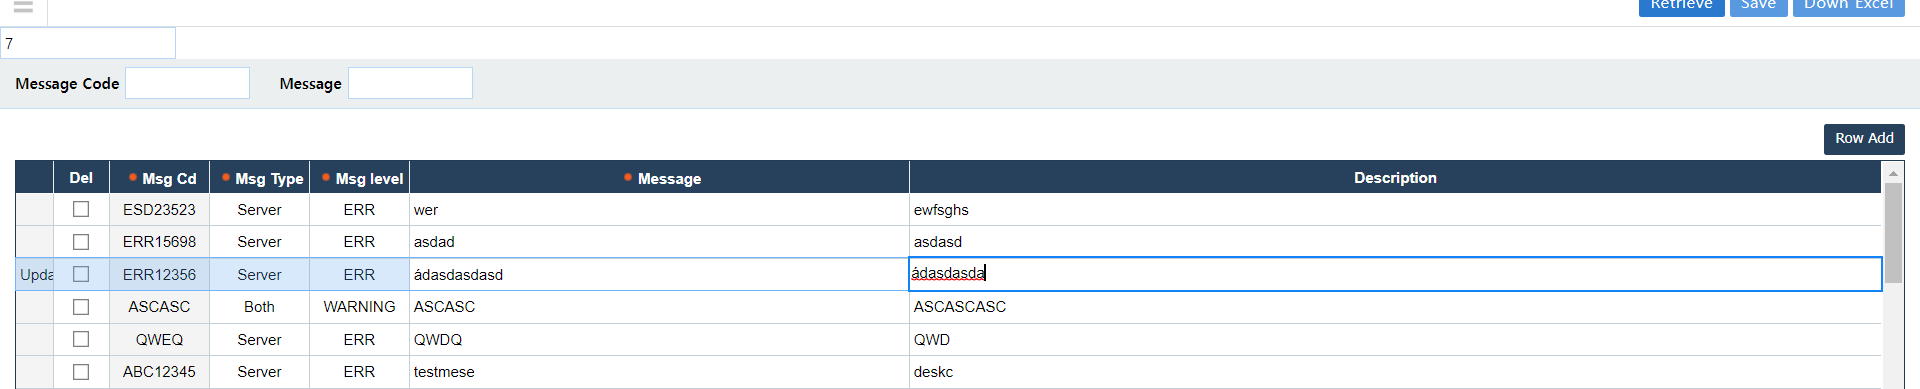 Retrieve Save Down Excel
7
Message Code Message
Row Add
Del Msg Cd Msg Type Msg level Message Description
ESD23523 Server ERR wer ewfsghs
ERR15698 Server ERR asdad asdasd
Upda ERR12356 Server ERR ádasdasdasd ádasdasda
ASCASC Both WARNING ASCASC ASCASCASC
QWEQ Server ERR QWDQ QWD
ABC12345 Server ERR testmese deskc